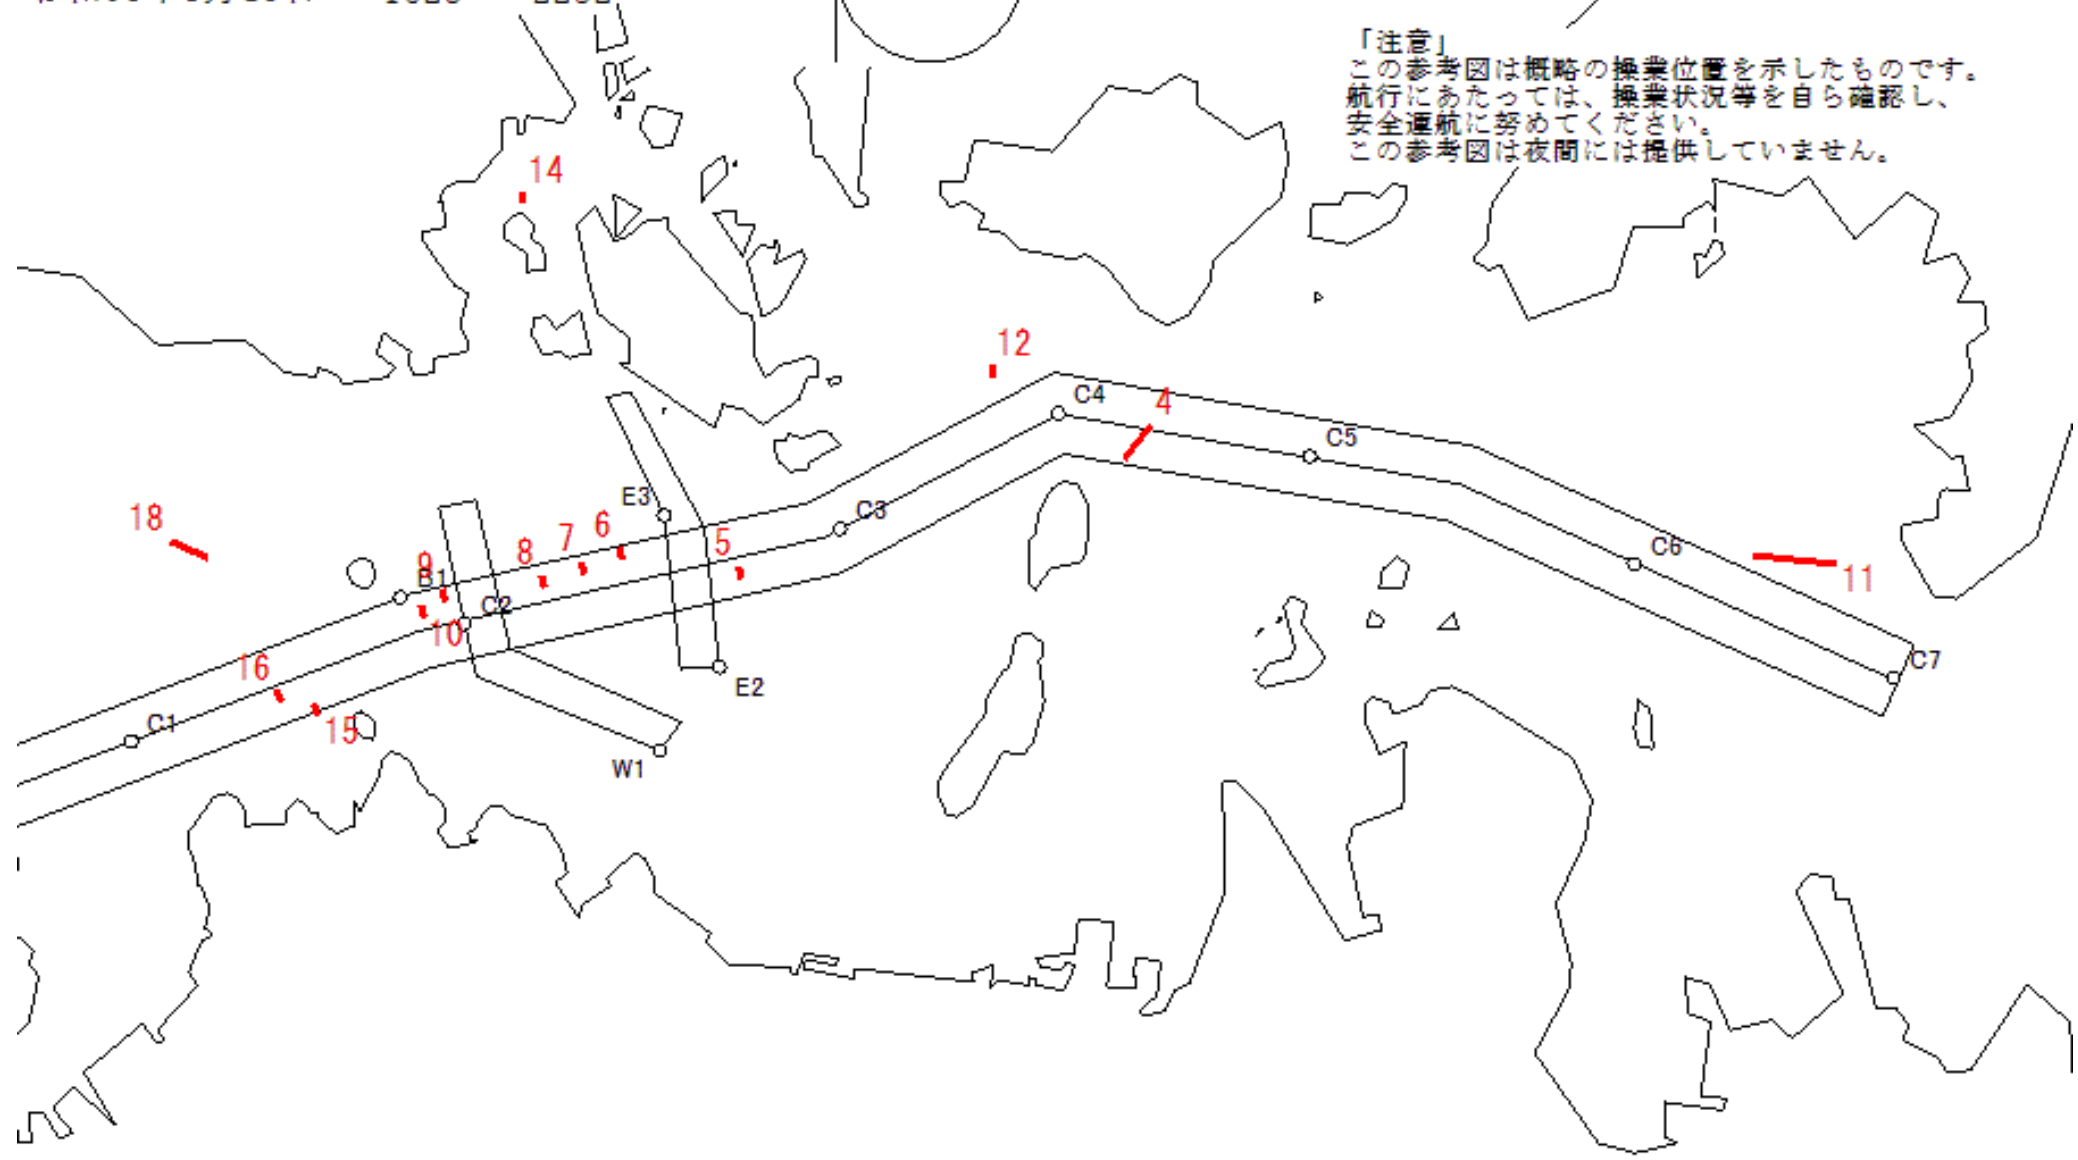 「注意」
この参考図は概略の操業位置を示したものです。
航行にあたっては、操業状況等を自ら確認し、
安全運航に努めてください。
この参考図は夜間には提供していません。
14
12
C4
4
C5
E3
C3
18
6
7
5
8
9
B1
C2
10
C6
11
16
C1
15
E2
C7
W1